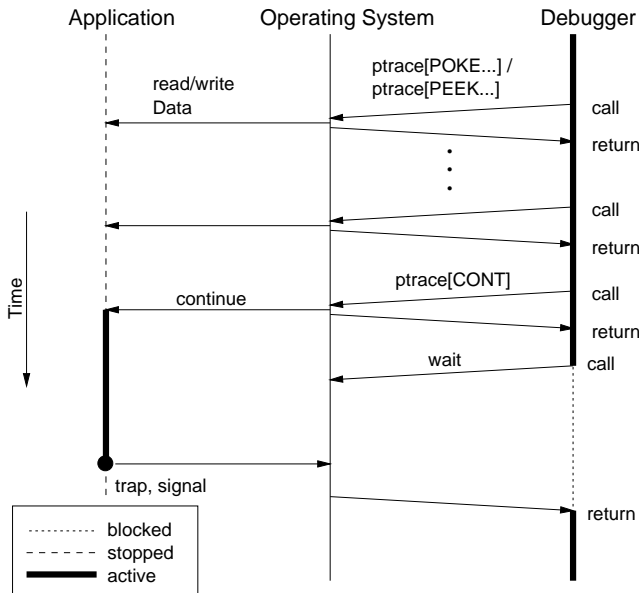 Application
Operating System
Debugger
ptrace[POKE...] /
ptrace[PEEK...]
read/write
Data
call
return
call
return
ptrace[CONT]
call
continue
return
Time
wait
call
trap, signal
return
blocked
stopped
active